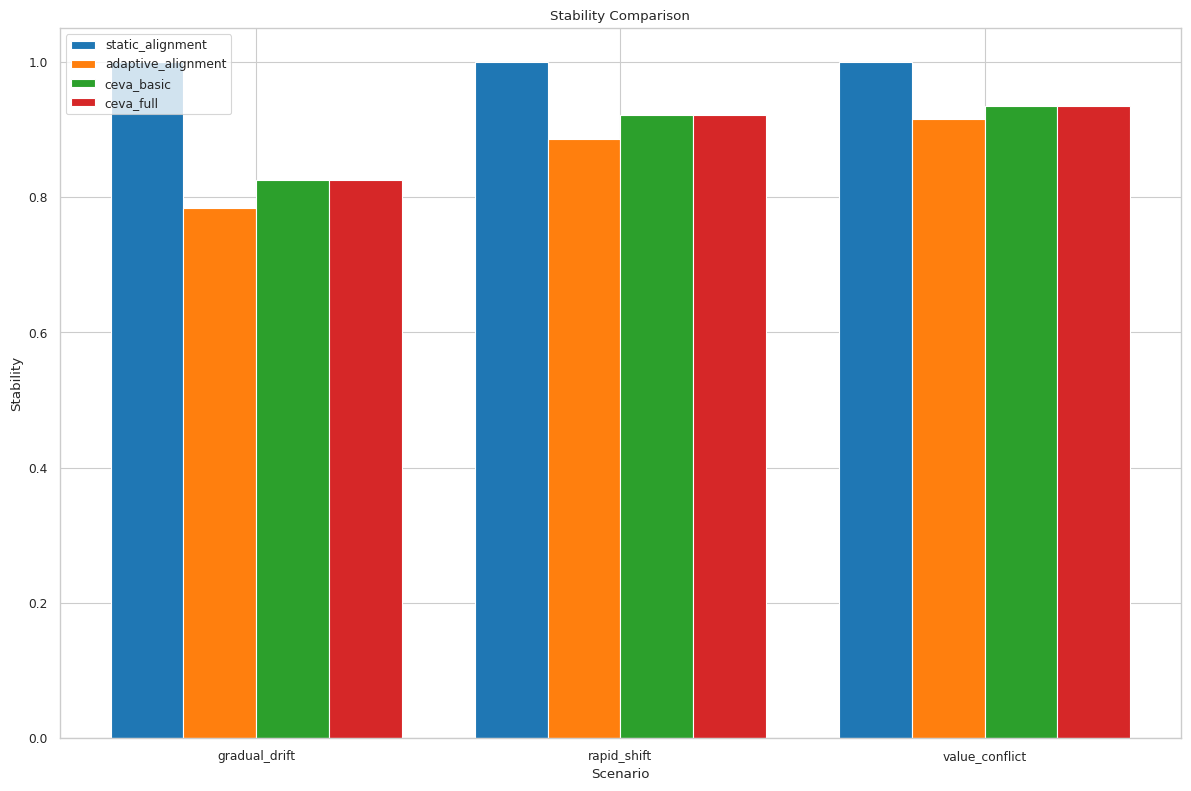 Stability Comparison
static_alignment
adaptive_alignment
ceva_basic
ceva_full
Stability
1.0
0.8
0.6
0.4
0.2
0.0
gradual_drift
rapid_shift
value_conflict
Scenario